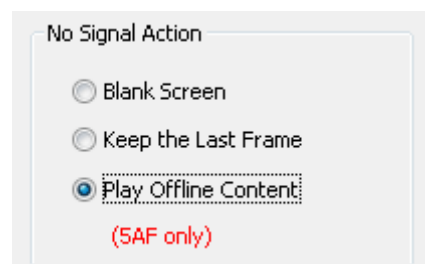 No Signal Action
Blank Screen
Keep the Last Frame
Play Offline Content
(5AF only)